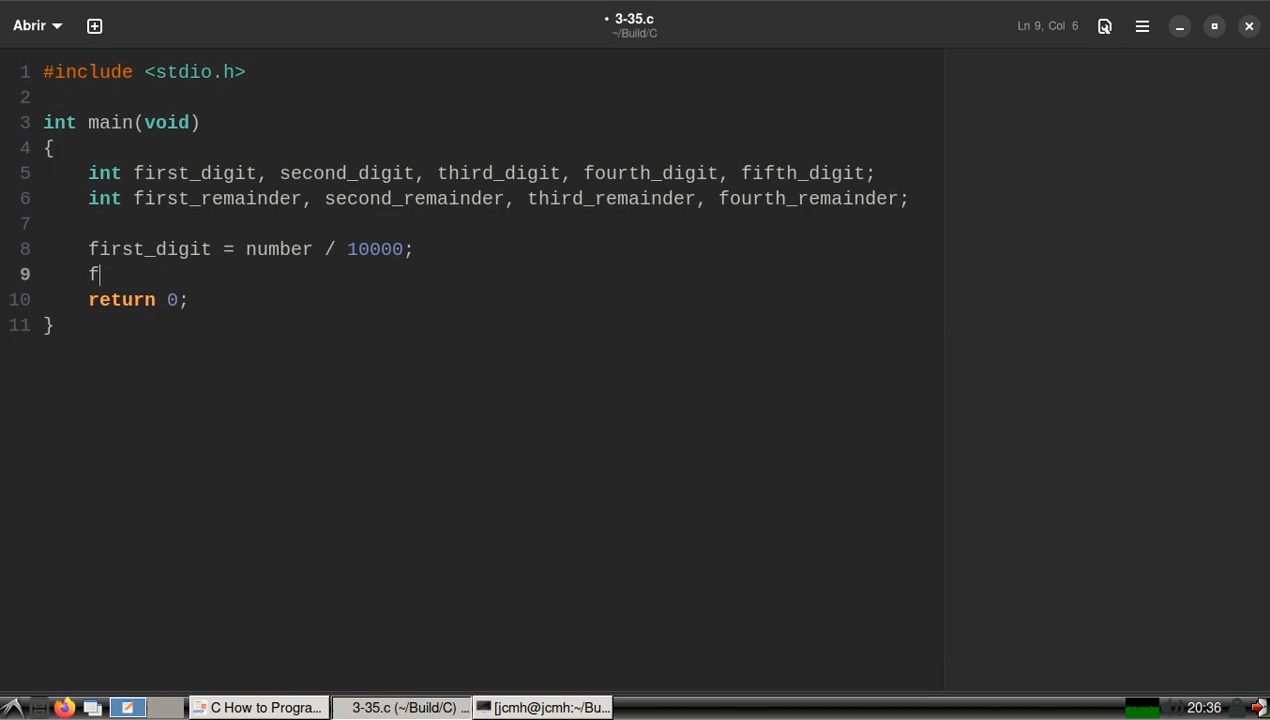 Abrir
• 3-35.c
~/Build/C
Ln 9, Col 6
1 #include <stdio.h>
2
3 int main(void)
4 {
5 int first_digit, second_digit, third_digit, fourth_digit, fifth_digit;
6 int first_remainder, second_remainder, third_remainder, fourth_remainder;
7
8 first_digit = number / 10000;
9 f
10 return 0;
11 }
C How to Progra...
3-35.c (~/Build/C) ...
[jcmh@jcmh:~/Bu...
20:36